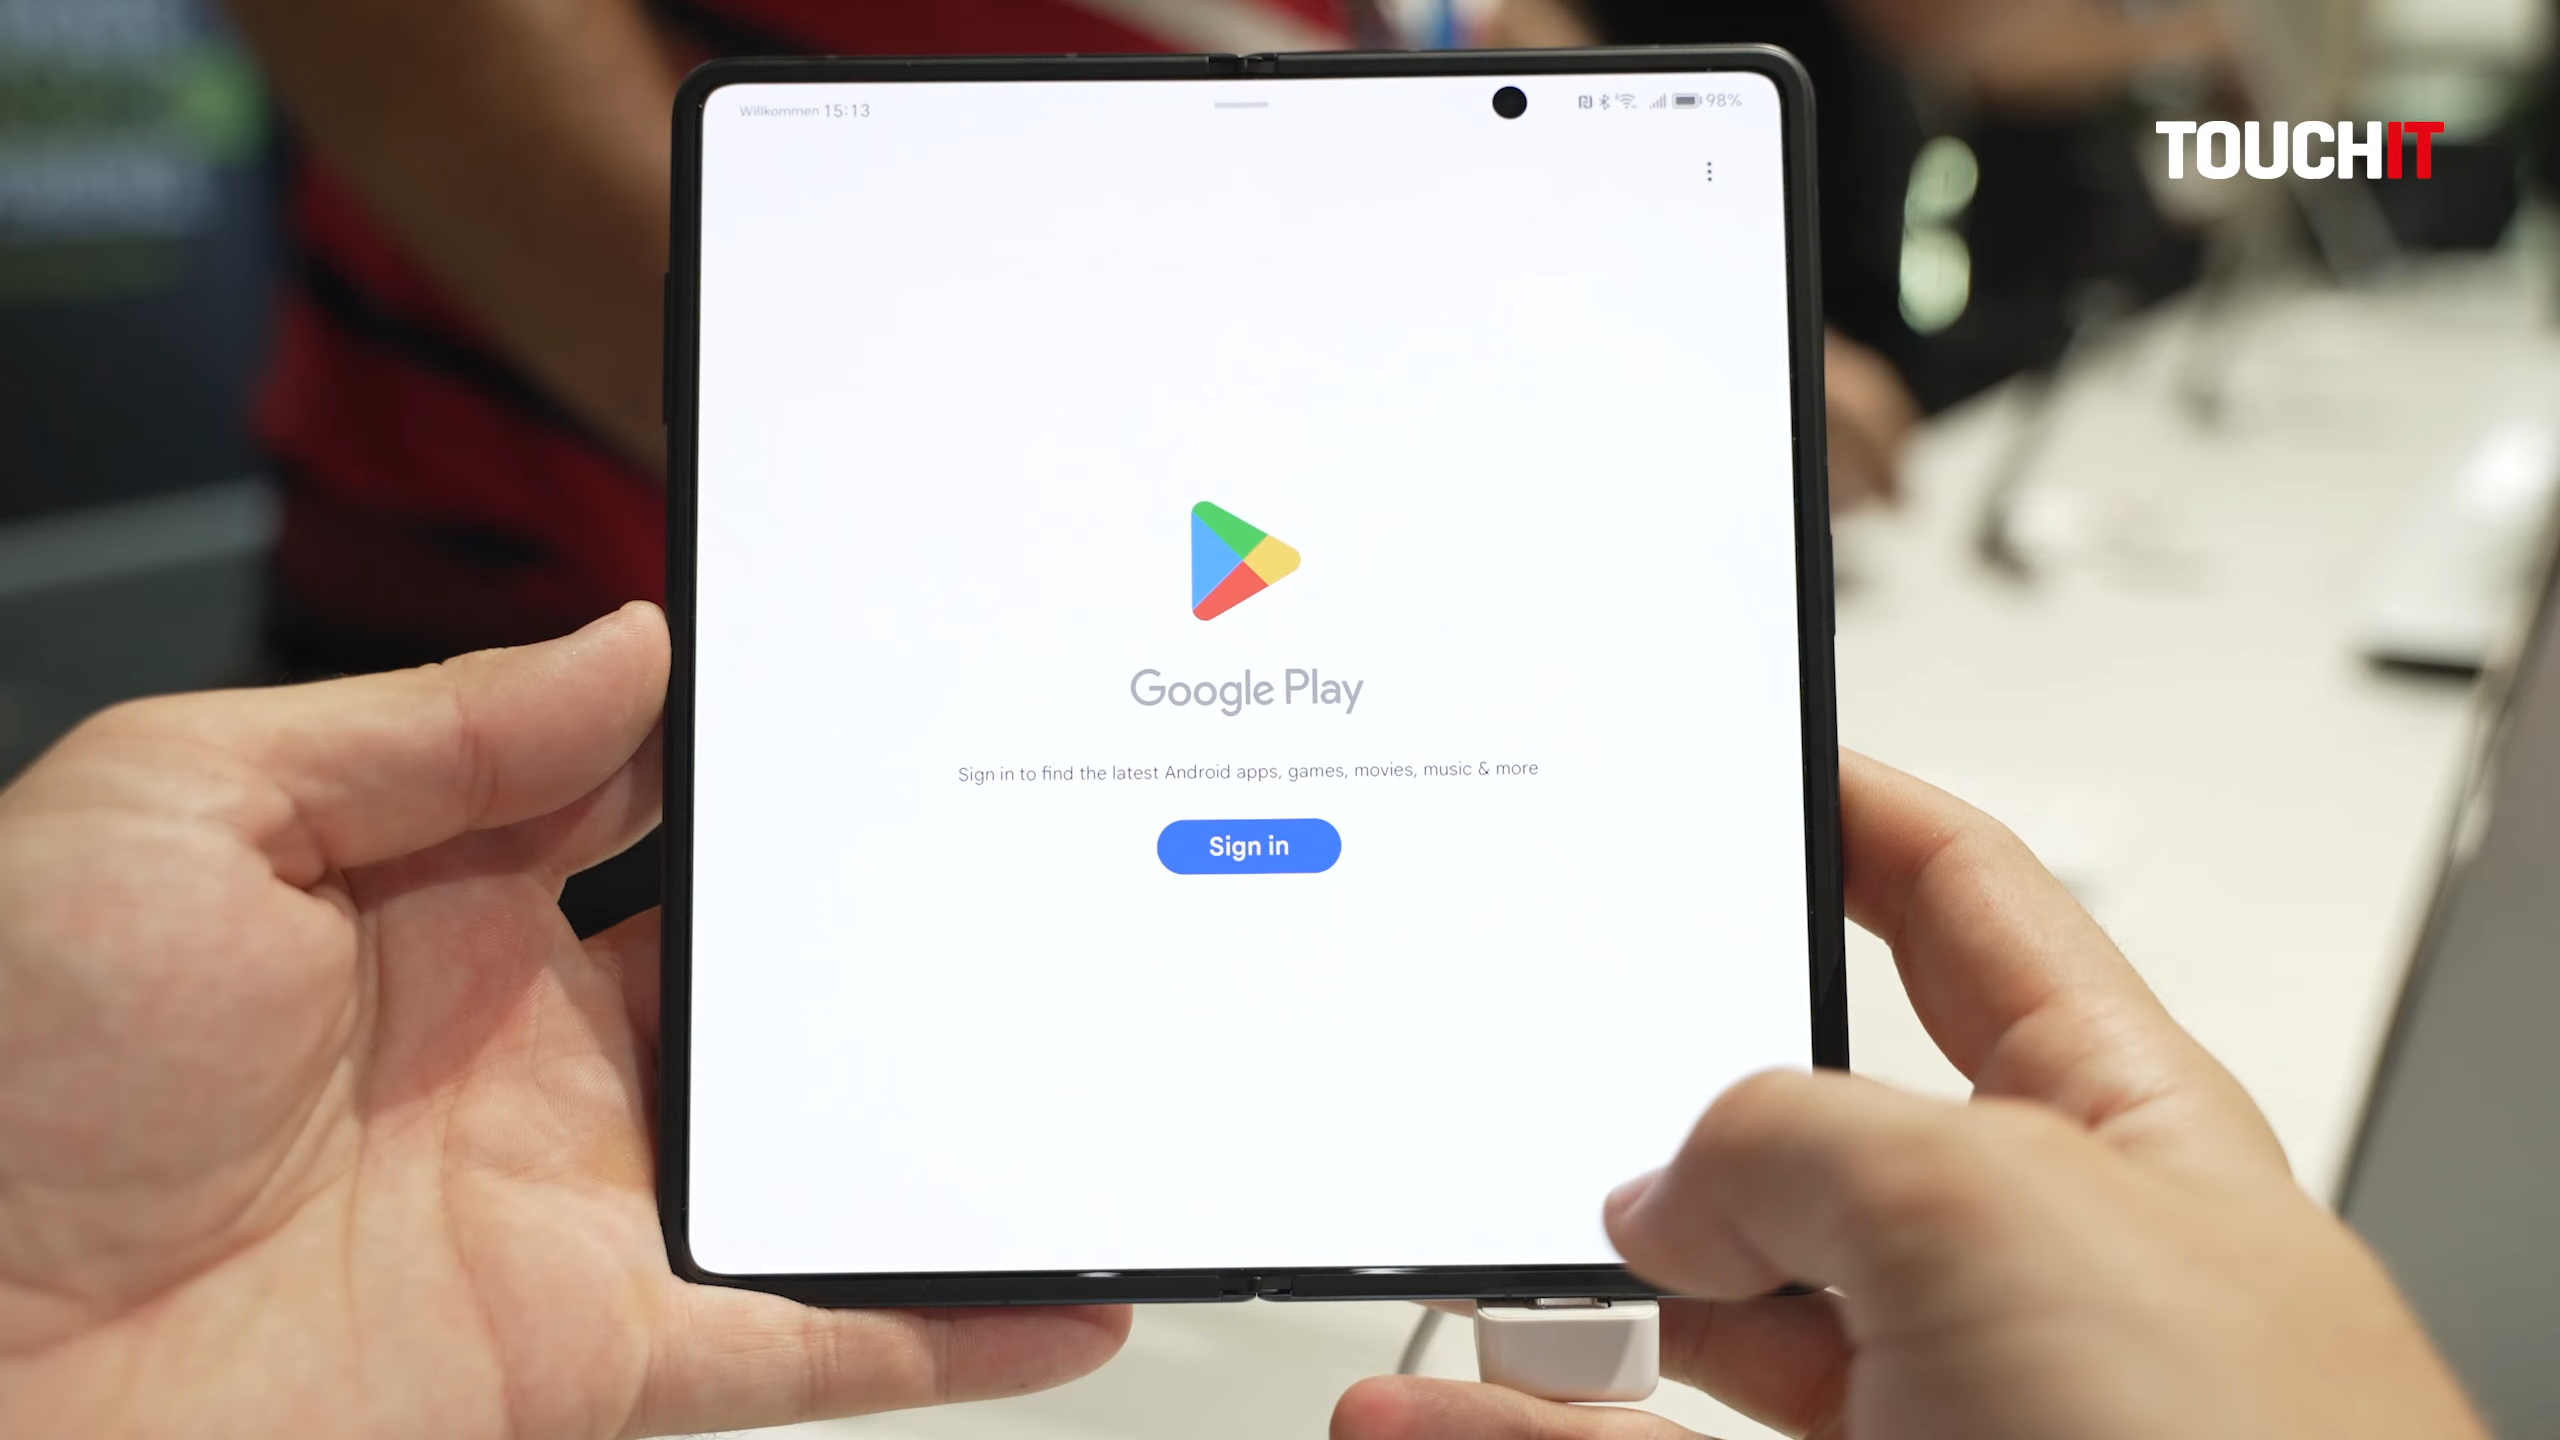 Willkommen 15:13
98%
TOUCHIT
Google Play
Sign in to find the latest Android apps, games, movies, music & more
Sign in